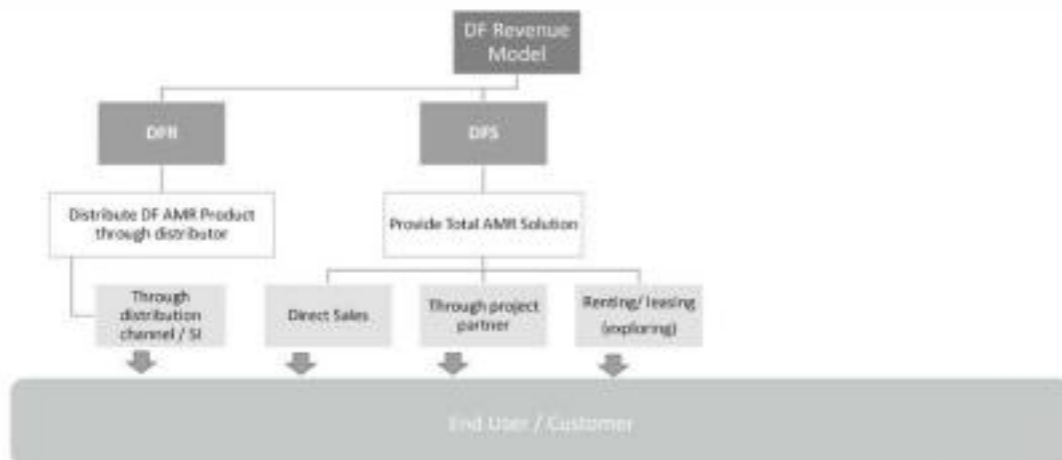 DF Revenue
Model
DFR
DFS
Distribute DF AMR Product
through distributor
Provide Total AMR Solution
Through
distribution
channel / SI
Direct Sales
Through project
partner
Renting/ leasing
(exploring)
End User / Customer